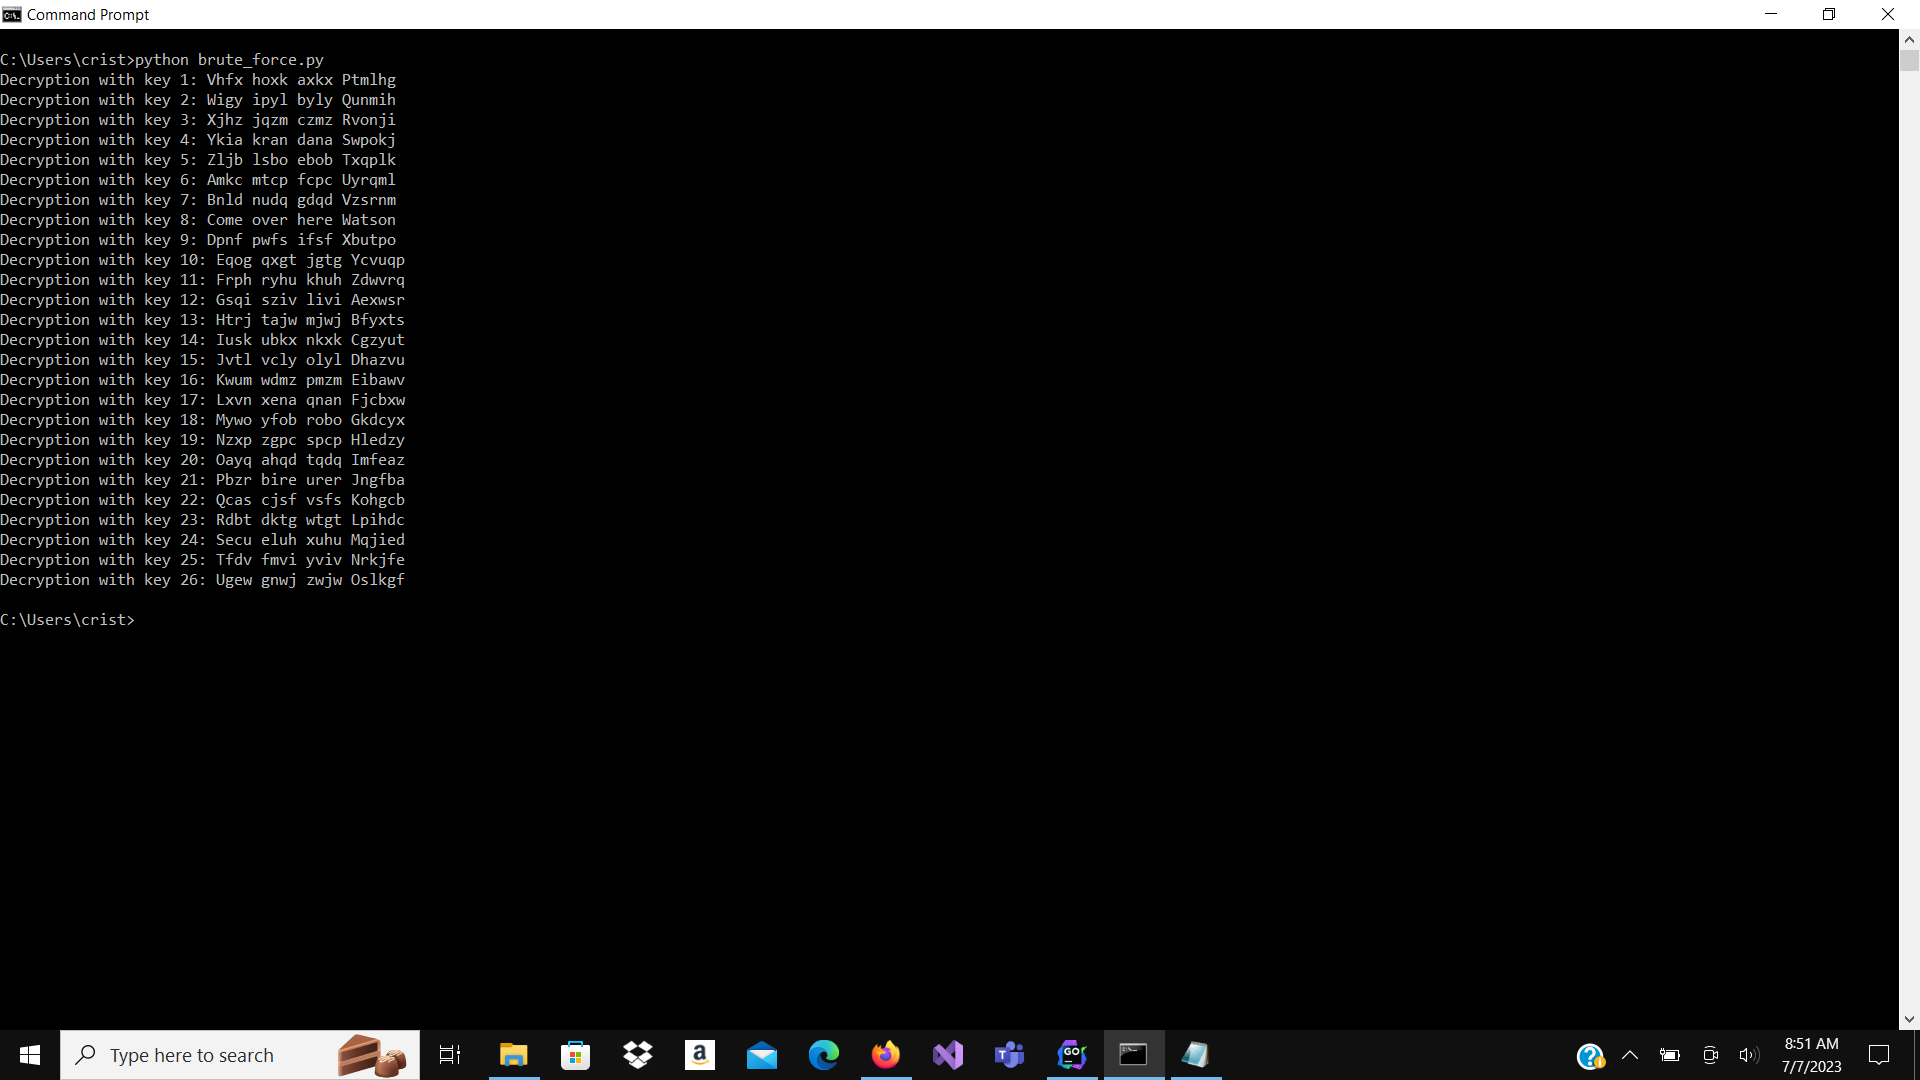 Command Prompt
C:\Users\crist>python brute_force.py
Decryption with key 1: Vhfx hoxk axkx Ptmlhg
Decryption with key 2: Wigy ipyl byly Qunmih
Decryption with key 3: Xjhz jqzm czmz Rvonji
Decryption with key 4: Ykia kran dana Swpokj
Decryption with key 5: Zljb lsbo ebob Txqplk
Decryption with key 6: Amkc mtcp fcpc Uyrqml
Decryption with key 7: Bnld nudq gdqd Vzsrnm
Decryption with key 8: Come over here Watson
Decryption with key 9: Dpnf pwfs ifsf Xbutpo
Decryption with key 10: Eqog qxgt jgtg Ycvuqp
Decryption with key 11: Frph ryhu khuh Zdwvrq
Decryption with key 12: Gsqi sziv livi Aexwsr
Decryption with key 13: Htrj tajw mjwj Bfyxts
Decryption with key 14: Iusk ubkx nkxk Cgzyut
Decryption with key 15: Jvtl vcly olyl Dhazvu
Decryption with key 16: Kwum wdmz pmzm Eibawv
Decryption with key 17: Lxvn xena qnan Fjcbxw
Decryption with key 18: Mywo yfob robo Gkdcyx
Decryption with key 19: Nzxp zgpc spcp Hledzy
Decryption with key 20: Oayq ahqd tqdq Imfeaz
Decryption with key 21: Pbzr bire urer Jngfba
Decryption with key 22: Qcas cjsf vsfs Kohgcb
Decryption with key 23: Rdbt dktg wtgt Lpihdc
Decryption with key 24: Secu eluh xuhu Mqjied
Decryption with key 25: Tfdv fmvi yviv Nrkjfe
Decryption with key 26: Ugew gnwj zwjw Oslkgf
C:\Users\crist>
Type here to search
8:51 AM
7/7/2023